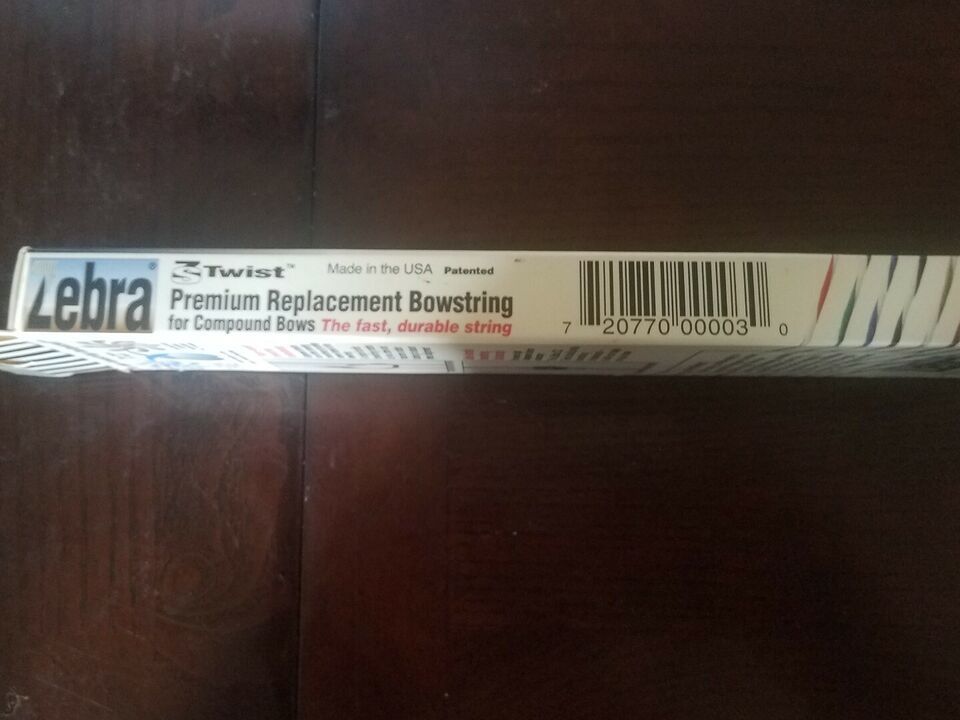 Zebra®
ZS Twist™ Made in the USA Patented
Premium Replacement Bowstring
for Compound Bows The fast, durable string
7 20770 00003 0